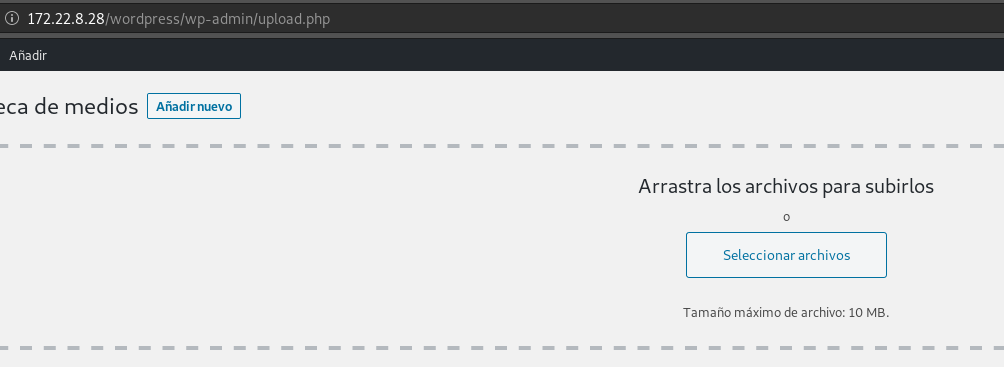 172.22.8.28/wordpress/wp-admin/upload.php
Añadir
eca de medios Añadir nuevo
Arrastra los archivos para subirlos
o
Seleccionar archivos
Tamaño máximo de archivo: 10 MB.